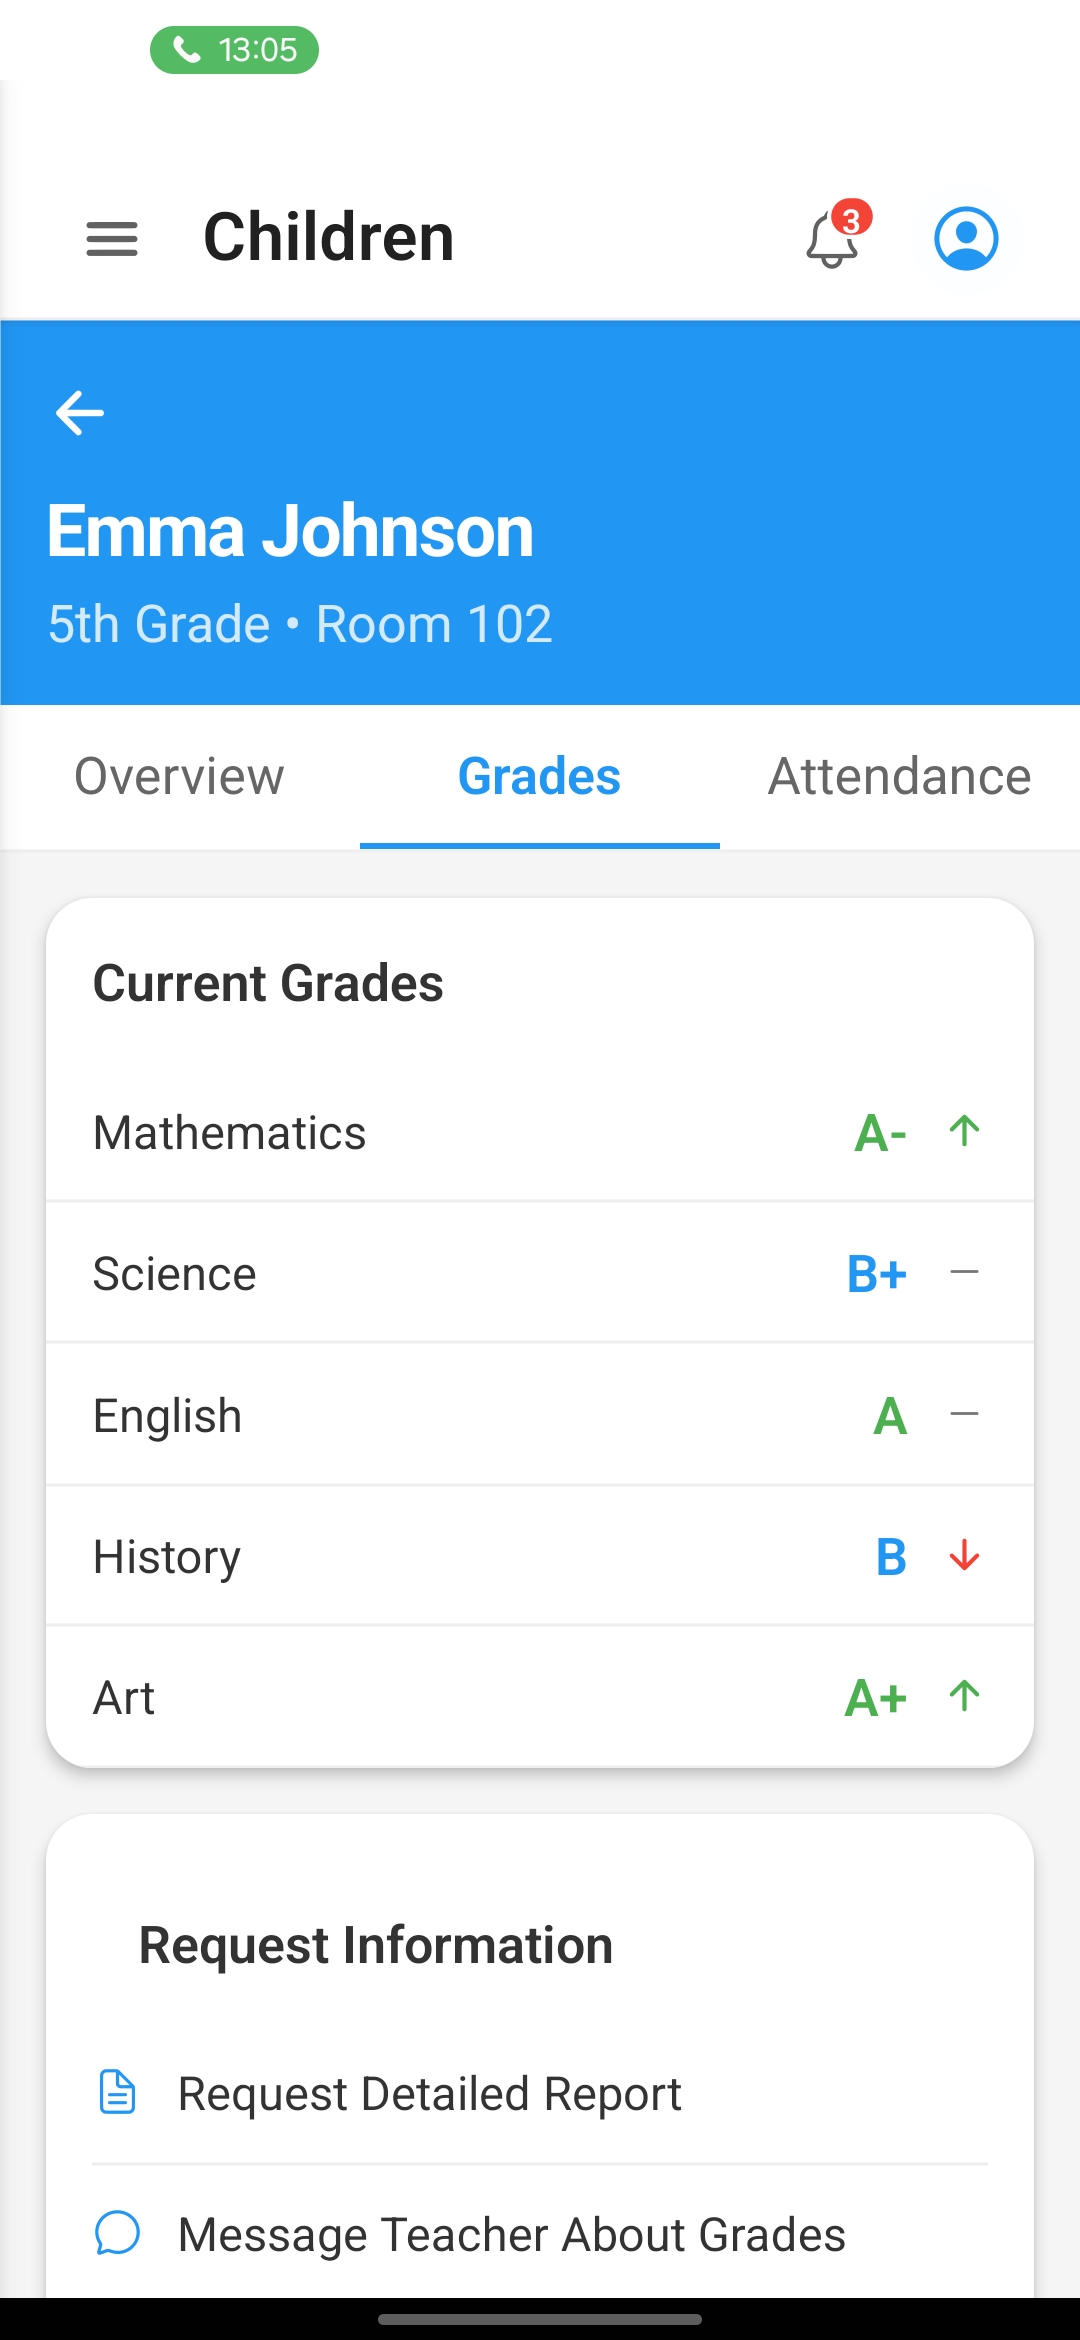 13:05
Children
3
Emma Johnson
5th Grade • Room 102
Overview Grades Attendance
Current Grades
Mathematics A-
Science B+
English A
History B
Art A+
Request Information
Request Detailed Report
Message Teacher About Grades